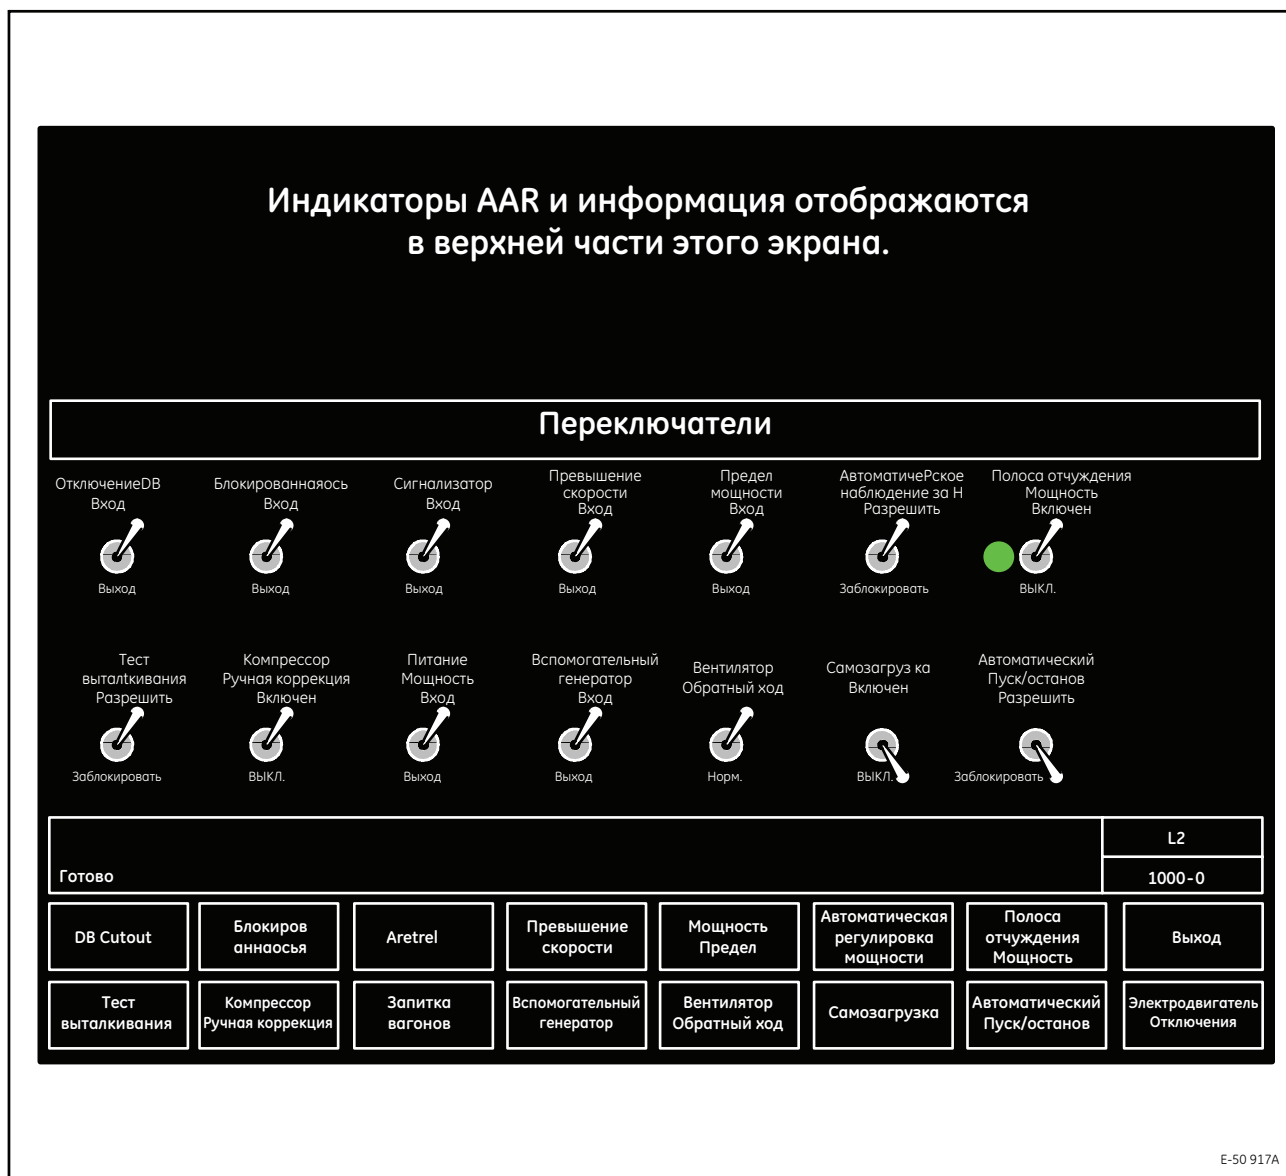 Индикаторы AAR и информация отображаются
в верхней части этого экрана.
Переключатели
ОтключениеDB
Вход
Выход
Блокированнаяось
Вход
Выход
Сигнализатор
Вход
Выход
Превышение
скорости
Вход
Выход
Предел
мощности
Вход
Выход
АвтоматичеРское
наблюдение за Н
Разрешить
Заблокировать
Полоса отчуждения
Мощность
Включен
ВЫКЛ.
Тест
выталtкивания
Разрешить
Заблокировать
Компрессор
Ручная коррекция
Включен
ВЫКЛ.
Питание
Мощность
Вход
Выход
Вспомогательный
генератор
Вход
Выход
Вентилятор
Обратный ход
Норм.
Самозагруз ка
Включен
ВЫКЛ.
Автоматический
Пуск/останов
Разрешить
Заблокировать
L2
Готово
1000-0
DB Cutout
Блокиров
аннаосья
Aretrel
Превышение
скорости
Мощность
Предел
Автоматическая
регулировка
мощности
Полоса
отчуждения
Мощность
Выход
Тест
выталкивания
Компрессор
Ручная коррекция
Запитка
вагонов
Вспомогательный
генератор
Вентилятор
Обратный ход
Самозагрузка
Автоматический
Пуск/останов
Электродвигатель
Отключения
E-50 917A